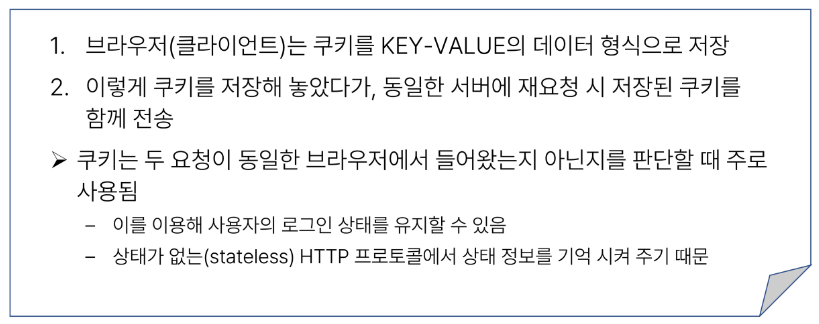 1. 브라우저(클라이언트)는 쿠키를 KEY-VALUE의 데이터 형식으로 저장
2. 이렇게 쿠키를 저장해 놓았다가, 동일한 서버에 재요청 시 저장된 쿠키를
함께 전송
➢ 쿠키는 두 요청이 동일한 브라우저에서 들어왔는지 아닌지를 판단할 때 주로
사용됨
– 이를 이용해 사용자의 로그인 상태를 유지할 수 있음
– 상태가 없는(stateless) HTTP 프로토콜에서 상태 정보를 기억 시켜 주기 때문